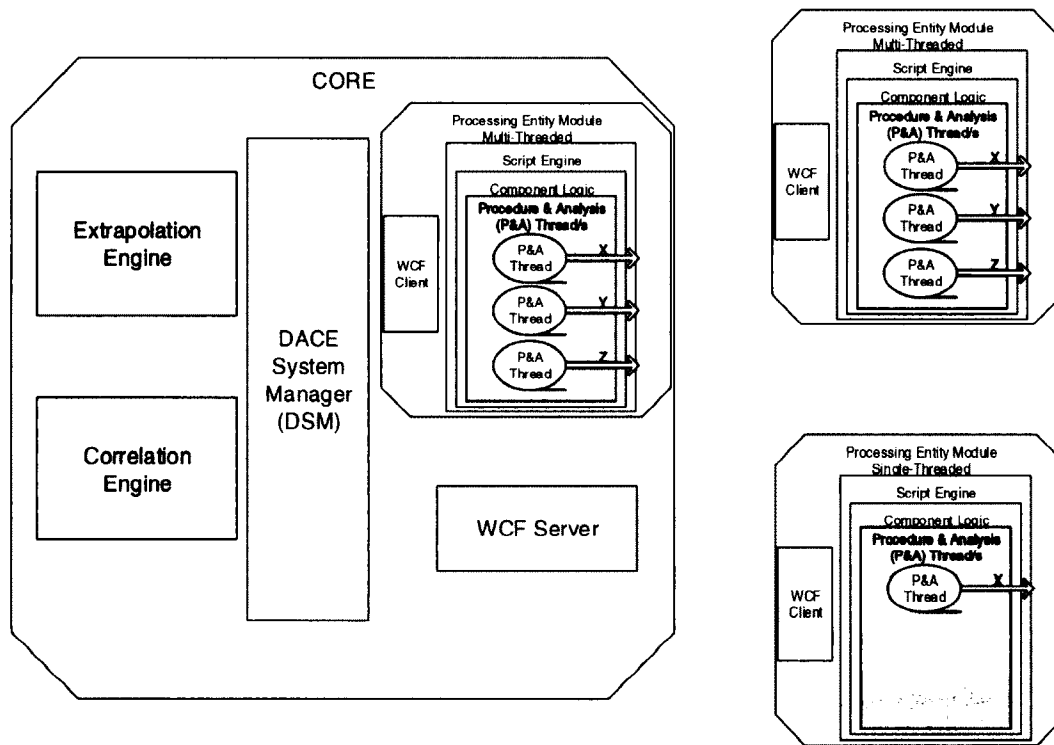 CORE
Extrapolation
Engine
Correlation
Engine
DACE
System
Manager
(DSM)
Processing Entity Module
Multi-Threaded
Script Engine
Component Logic
Procedure & Analysis
(P&A) Thread/s
WCF
Client
P&A
Thread
X
P&A
Thread
Y
P&A
Thread
Z
WCF Server
Processing Entity Module
Multi-Threaded
Script Engine
Component Logic
Procedure & Analysis
(P&A) Thread/s
WCF
Client
P&A
Thread
X
P&A
Thread
Y
P&A
Thread
Z
Processing Entity Module
Single-Threaded
Script Engine
Component Logic
Procedure & Analysis
(P&A) Thread/s
WCF
Client
P&A
Thread
X